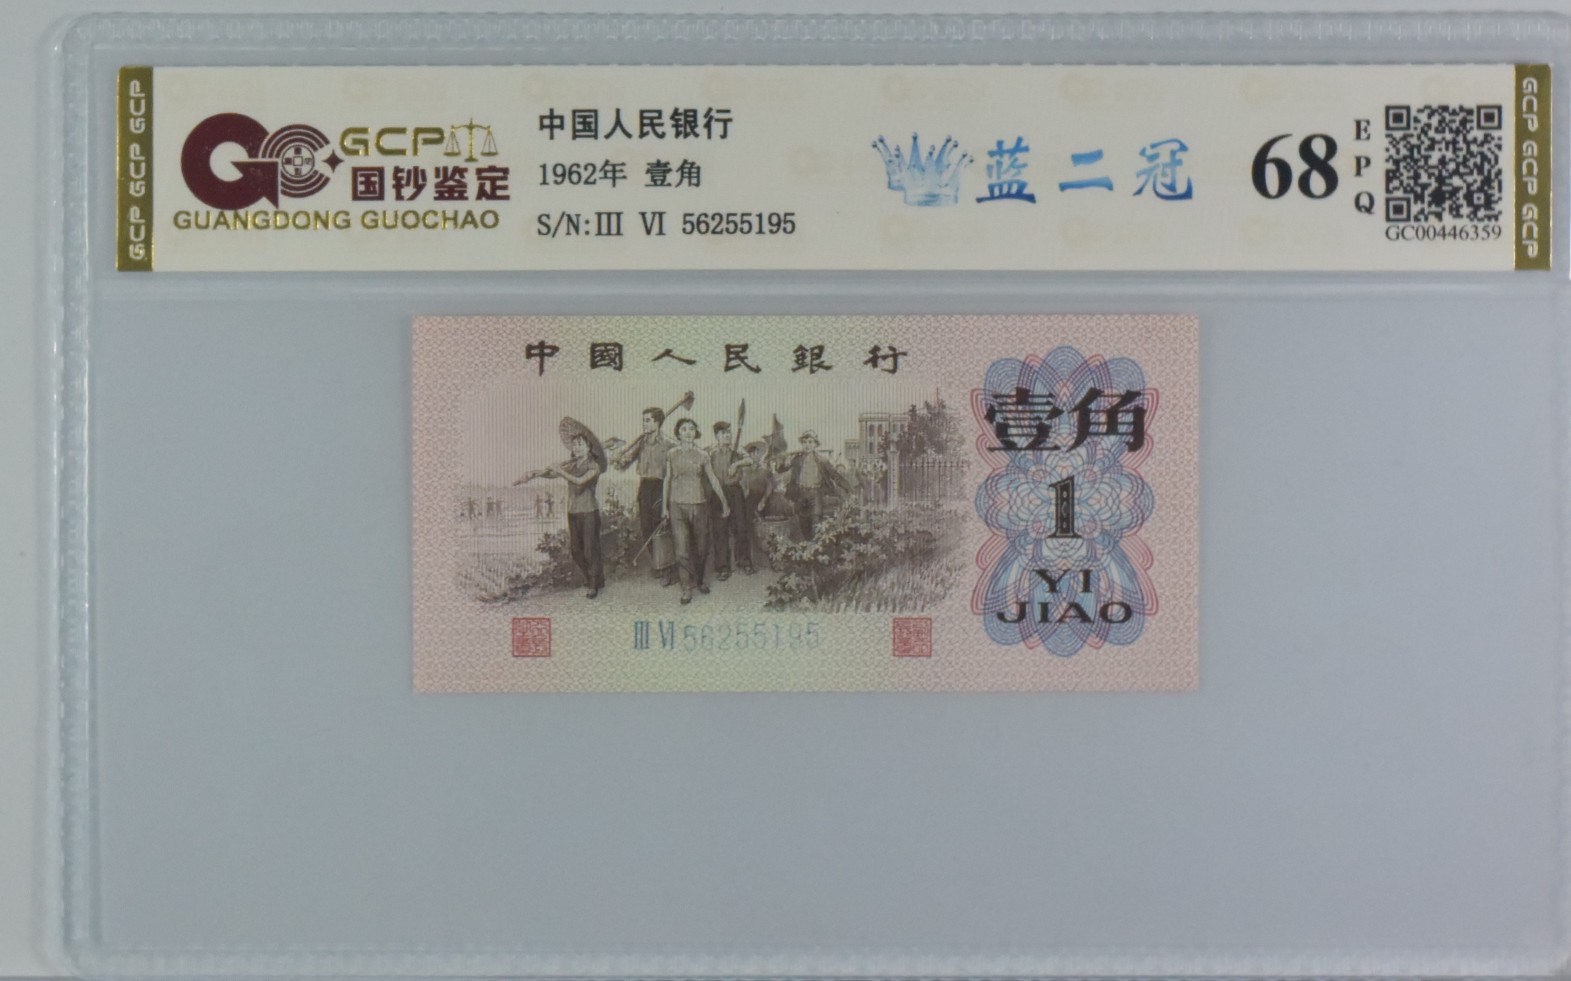 GCP GCP GCP
GCP
国钞鉴定
GUANGDONG GUOCHAO
中国人民银行
1962年 壹角
S/N:Ⅲ Ⅵ 56255195
蓝二冠
68
EPQ
GC00446359
GCP GCP GCP
中國人民銀行
壹角
1
YI
JIAO
Ⅲ Ⅵ 56255195